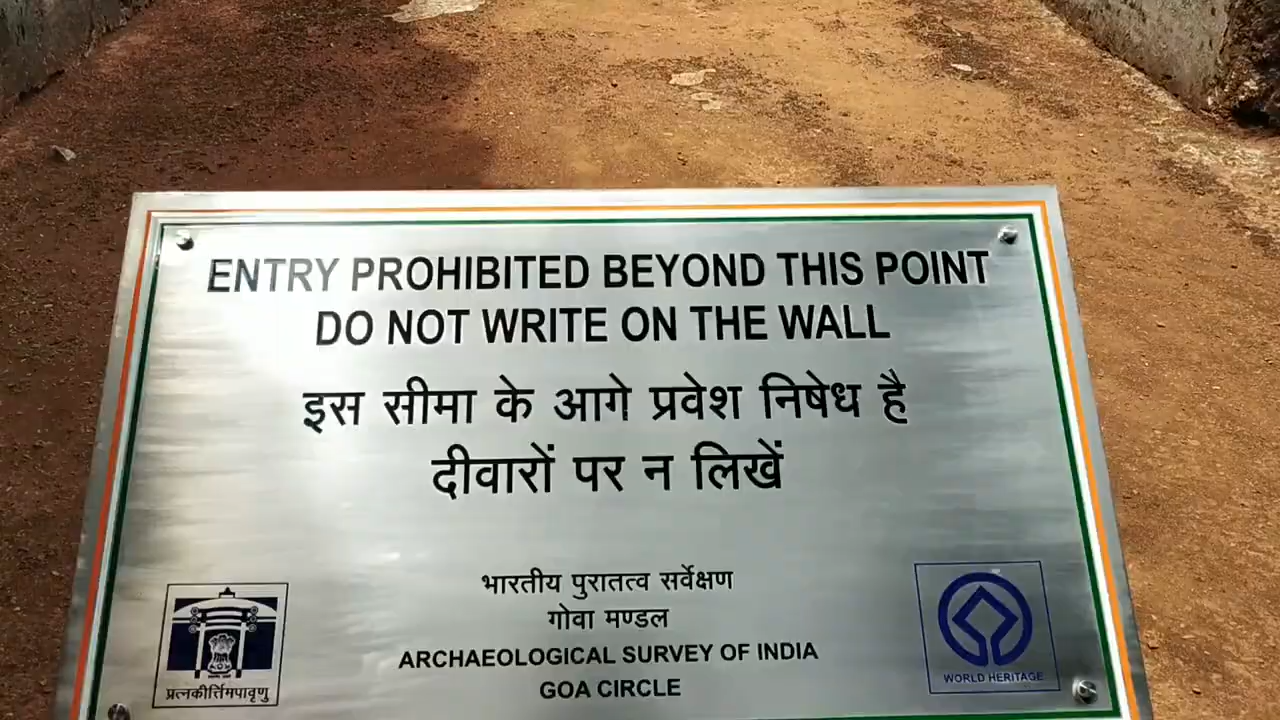 ENTRY PROHIBITED BEYOND THIS POINT
DO NOT WRITE ON THE WALL
इस सीमा के आगे प्रवेश निषेध है
दीवारों पर न लिखें
भारतीय पुरातत्व सर्वेक्षण
गोवा मण्डल
ARCHAEOLOGICAL SURVEY OF INDIA
GOA CIRCLE
प्रत्नकीर्तिमपावृणु
WORLD HERITAGE